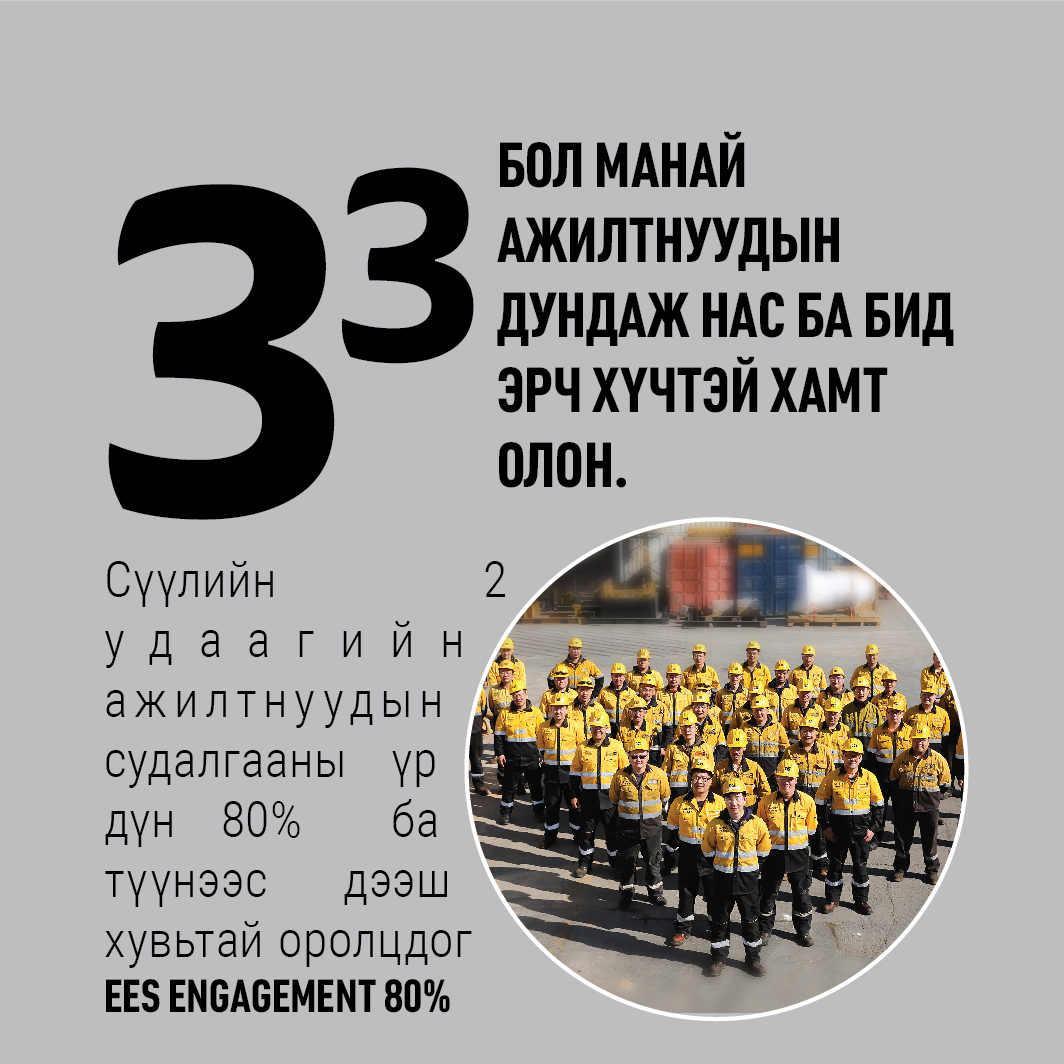 33
БОЛ МАНАЙ
АЖИЛТНУУДЫН
ДУНДАЖ НАС БА БИД
ЭРЧ ХҮЧТЭЙ ХАМТ
ОЛОН.
Сүүлийн 2
удаагийн
ажилтнуудын
судалгааны үр
дүн 80% ба
түүнээс дээш
хувьтай оролцдог
EES ENGAGEMENT 80%